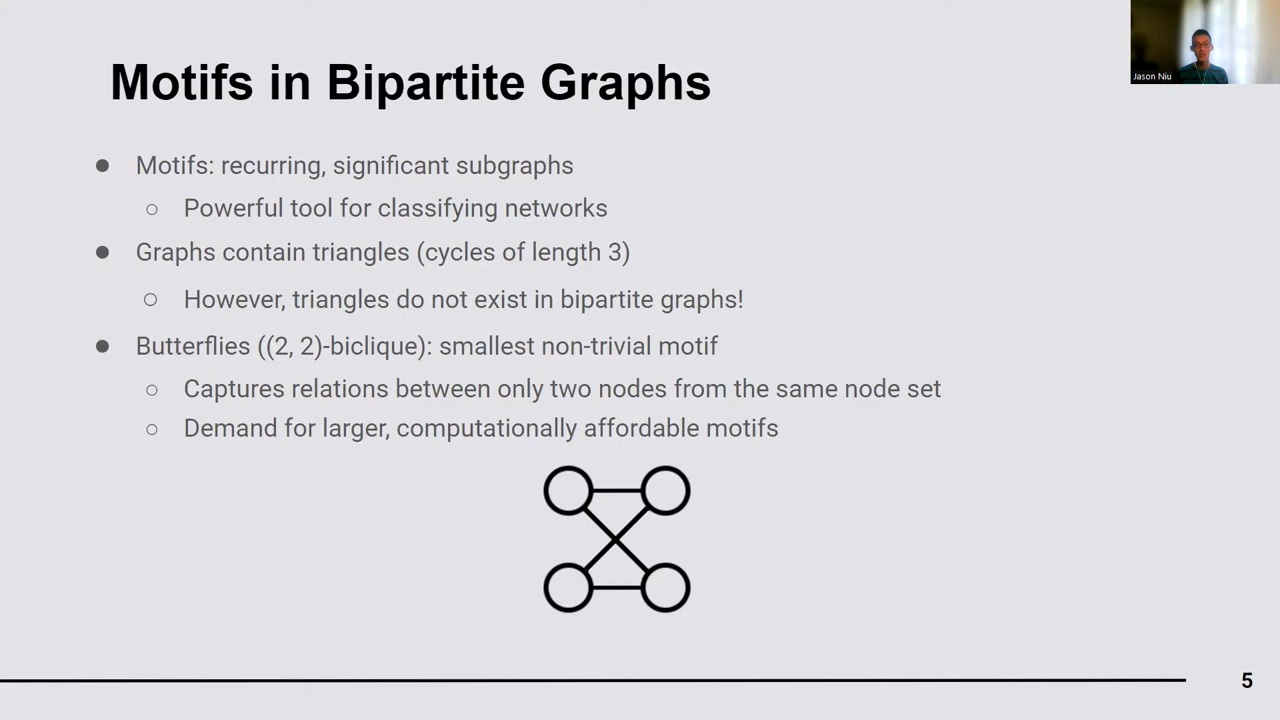 Motifs in Bipartite Graphs
Jason Niu
● Motifs: recurring, significant subgraphs
○ Powerful tool for classifying networks
● Graphs contain triangles (cycles of length 3)
○ However, triangles do not exist in bipartite graphs!
● Butterflies ((2, 2)-biclique): smallest non-trivial motif
○ Captures relations between only two nodes from the same node set
○ Demand for larger, computationally affordable motifs
5